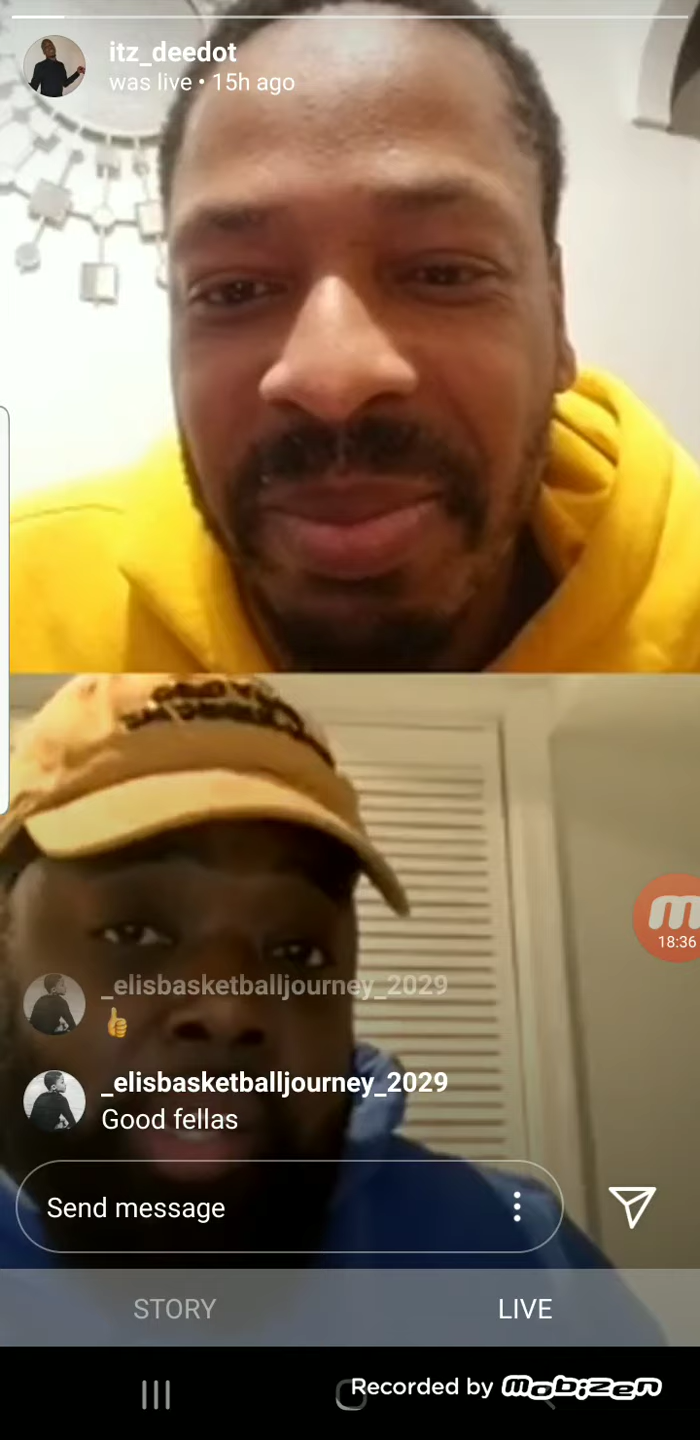 itz_deedot
was live • 15h ago
18:36
_elisbasketballjourney_2029
👍
_elisbasketballjourney_2029
Good fellas
Send message
STORY
LIVE
Recorded by mobizen